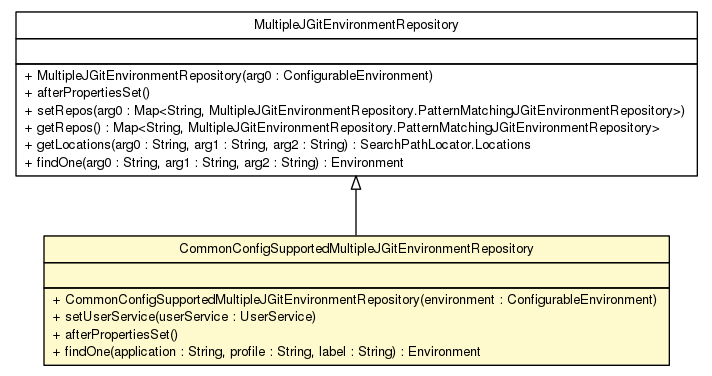 MultipleJGitEnvironmentRepository
+ MultipleJGitEnvironmentRepository(arg0 : ConfigurableEnvironment)
+ afterPropertiesSet()
+ setRepos(arg0 : Map<String, MultipleJGitEnvironmentRepository.PatternMatchingJGitEnvironmentRepository>)
+ getRepos() : Map<String, MultipleJGitEnvironmentRepository.PatternMatchingJGitEnvironmentRepository>
+ getLocations(arg0 : String, arg1 : String, arg2 : String) : SearchPathLocator.Locations
+ findOne(arg0 : String, arg1 : String, arg2 : String) : Environment
CommonConfigSupportedMultipleJGitEnvironmentRepository
+ CommonConfigSupportedMultipleJGitEnvironmentRepository(environment : ConfigurableEnvironment)
+ setUserService(userService : UserService)
+ afterPropertiesSet()
+ findOne(application : String, profile : String, label : String) : Environment